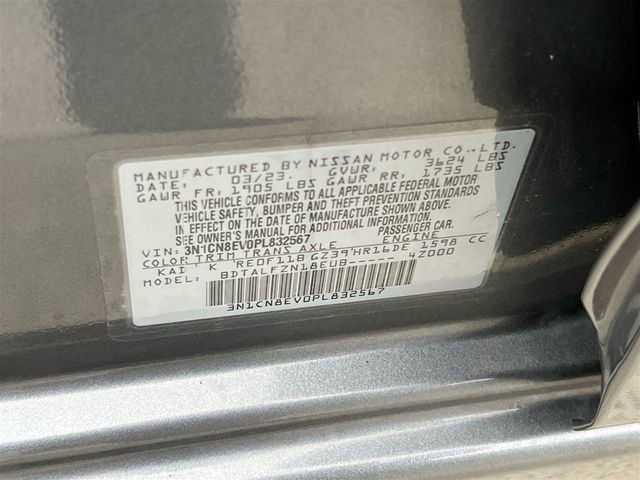 MANUFACTURED BY NISSAN MOTOR CO.,LTD.
DATE: 03/23. GVWR: 3624 LBS
GAWR FR: 1905 LBS GAWR RR: 1735 LBS
THIS VEHICLE CONFORMS TO ALL APPLICABLE FEDERAL MOTOR
VEHICLE SAFETY, BUMPER AND THEFT PREVENTION STANDARDS
IN EFFECT ON THE DATE OF MANUFACTURE SHOWN ABOVE.
SEE OWNER'S MANUAL FOR ADDITIONAL INFORMATION.
VIN: 3N1CN8EV0PL832567 PASSENGER CAR.
COLOR TRIM TRANS AXLE ENGINE
KAD K RE0F11B GZ39 HR16DE 1598 CC
MODEL: BDTALFZN18EUB----- 4Z000
3N1CN8EV0PL832567